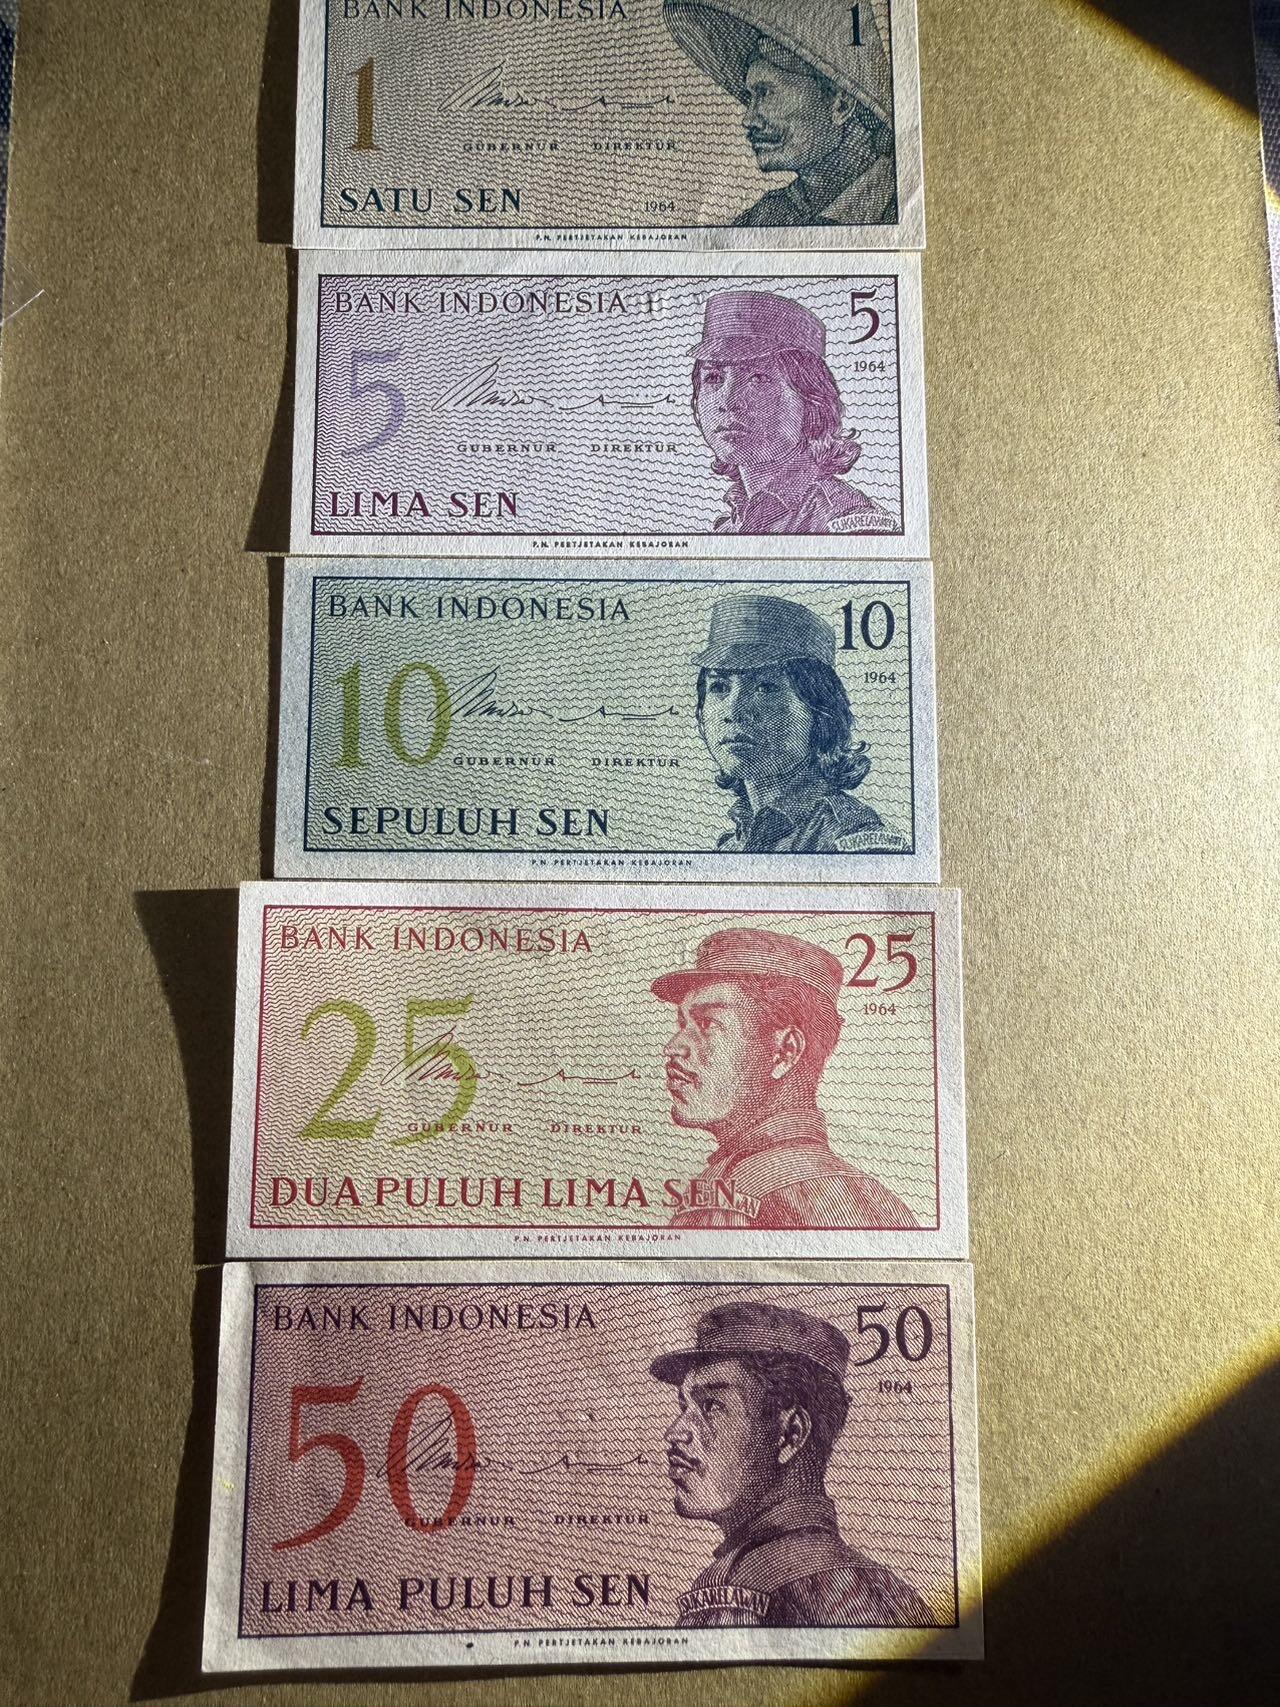 BANK INDONESIA
1
1
GUBERNUR DIREKTUR
SATU SEN
1964
P.N. PERTJETAKAN KEBAJORAN
BANK INDONESIA
5
5
1964
GUBERNUR DIREKTUR
LIMA SEN
SUKARELAWATI
P.N. PERTJETAKAN KEBAJORAN
BANK INDONESIA
10
10
1964
GUBERNUR DIREKTUR
SEPULUH SEN
SUKARELAWATI
P.N. PERTJETAKAN KEBAJORAN
BANK INDONESIA
25
25
1964
GUBERNUR DIREKTUR
DUA PULUH LIMA SEN
P.N. PERTJETAKAN KEBAJORAN
BANK INDONESIA
50
50
1964
GUBERNUR DIREKTUR
LIMA PULUH SEN
SUKARELAWAN
P.N. PERTJETAKAN KEBAJORAN